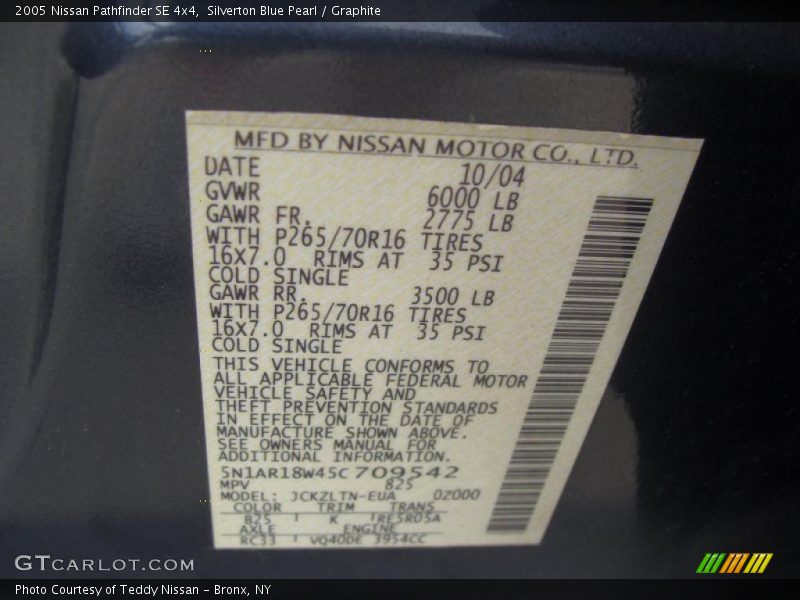 2005 Nissan Pathfinder SE 4x4,  Silverton Blue Pearl / Graphite
MFD BY NISSAN MOTOR CO., LTD.
DATE 10/04
GVWR 6000 LB
GAWR FR. 2775 LB
WITH P265/70R16 TIRES
16X7.0 RIMS AT 35 PSI
COLD SINGLE
GAWR RR. 3500 LB
WITH P265/70R16 TIRES
16X7.0 RIMS AT 35 PSI
COLD SINGLE
THIS VEHICLE CONFORMS TO
ALL APPLICABLE FEDERAL MOTOR
VEHICLE SAFETY AND
THEFT PREVENTION STANDARDS
IN EFFECT ON THE DATE OF
MANUFACTURE SHOWN ABOVE.
SEE OWNERS MANUAL FOR
ADDITIONAL INFORMATION.
5N1AR18W45C709542
MPV 825
MODEL: JCKZLTN-EUA 0Z000
COLOR TRIM TRANS
B25 K RE5R05A
AXLE ENGINE
RC33 VQ40DE 3954CC
GTCARLOT.COM
Photo Courtesy of Teddy Nissan - Bronx, NY